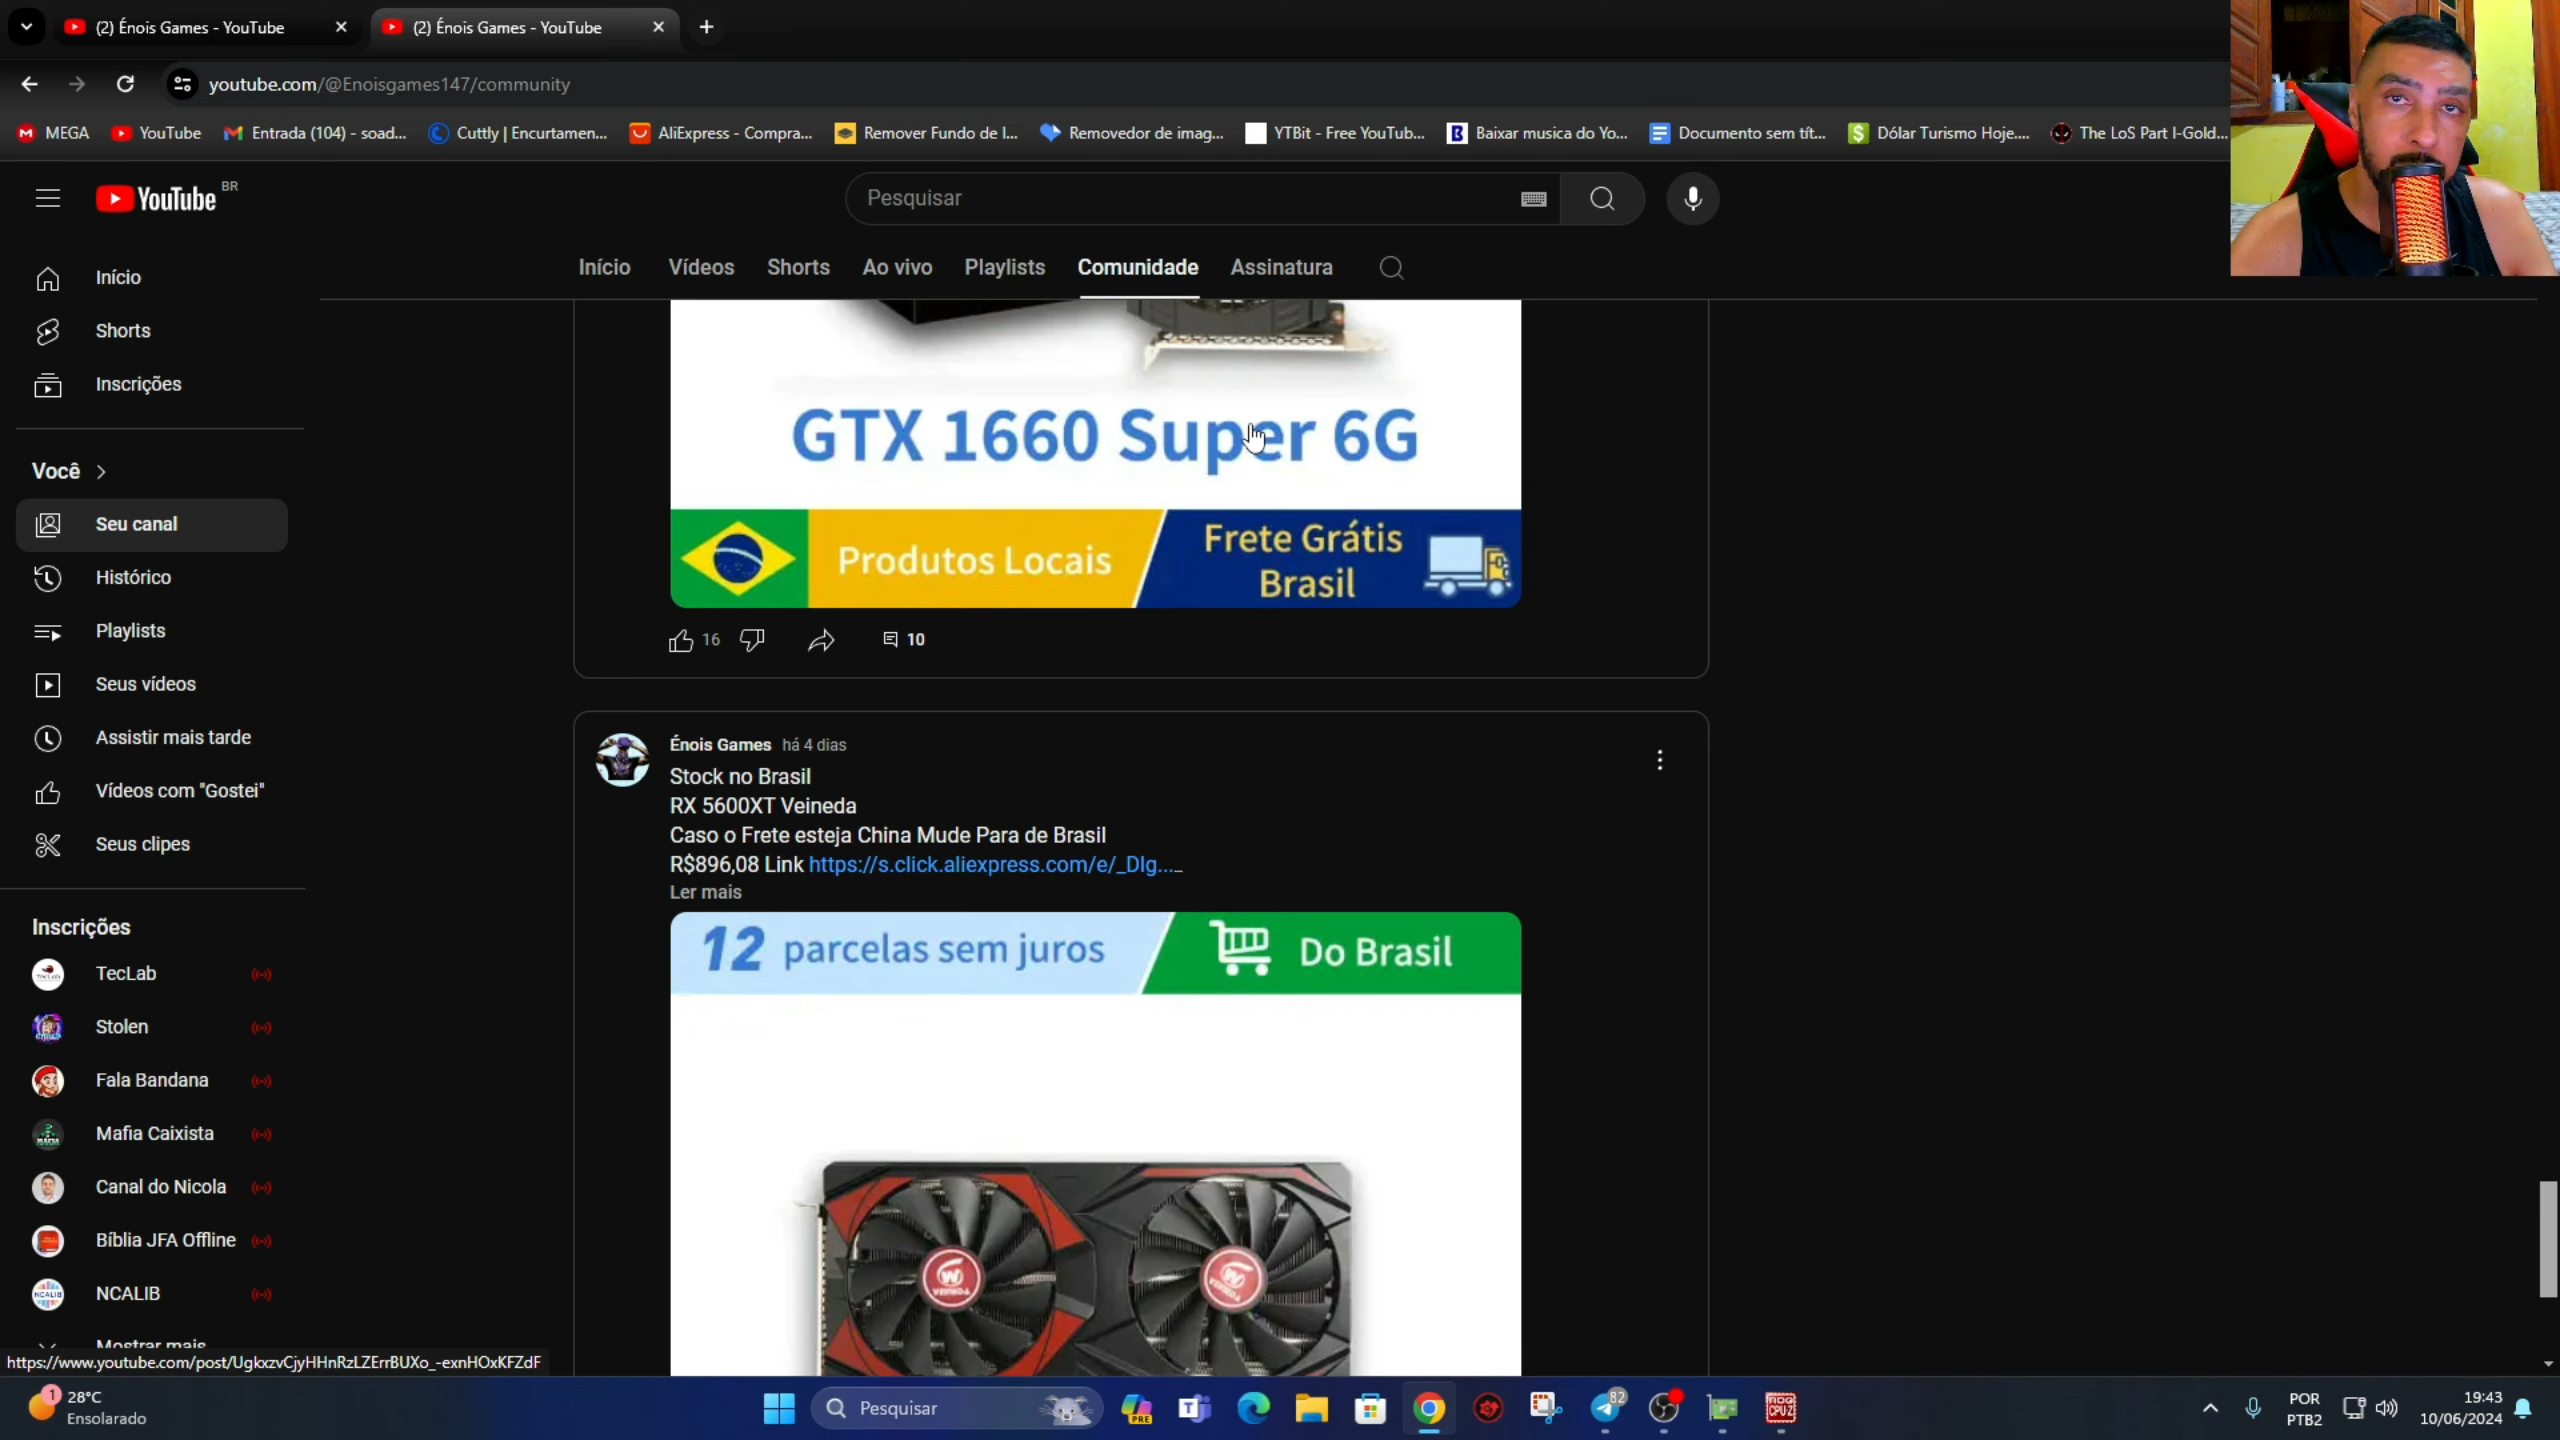 (2) Énois Games - YouTube
(2) Énois Games - YouTube
youtube.com/@Enoisgames147/community
MEGA
YouTube
Entrada (104) - soad...
Cuttly | Encurtamen...
AliExpress - Compra...
Remover Fundo de I...
Removedor de imag...
YTBit - Free YouTub...
Baixar musica do Yo...
Documento sem tít...
Dólar Turismo Hoje....
The LoS Part I-Gold...
YouTube BR
Pesquisar
Início
Vídeos
Shorts
Ao vivo
Playlists
Comunidade
Assinatura
Início
Shorts
Inscrições
Você
Seu canal
Histórico
Playlists
Seus vídeos
Assistir mais tarde
Vídeos com "Gostei"
Seus clipes
Inscrições
TecLab
Stolen
Fala Bandana
Mafia Caixista
Canal do Nicola
Bíblia JFA Offline
NCALIB
Mostrar mais
GTX 1660 Super 6G
Produtos Locais
Frete Grátis
Brasil
16
10
Énois Games há 4 dias
Stock no Brasil
RX 5600XT Veineda
Caso o Frete esteja China Mude Para de Brasil
R$896,08 Link https://s.click.aliexpress.com/e/_DIg...._
Ler mais
12 parcelas sem juros
Do Brasil
https://www.youtube.com/post/UgkxzvCjyHHnRzLZErrBUXo_-exnHOxKFZdF
1
28°C
Ensolarado
Pesquisar
PRE
82
CPUZ
POR
PTB2
19:43
10/06/2024